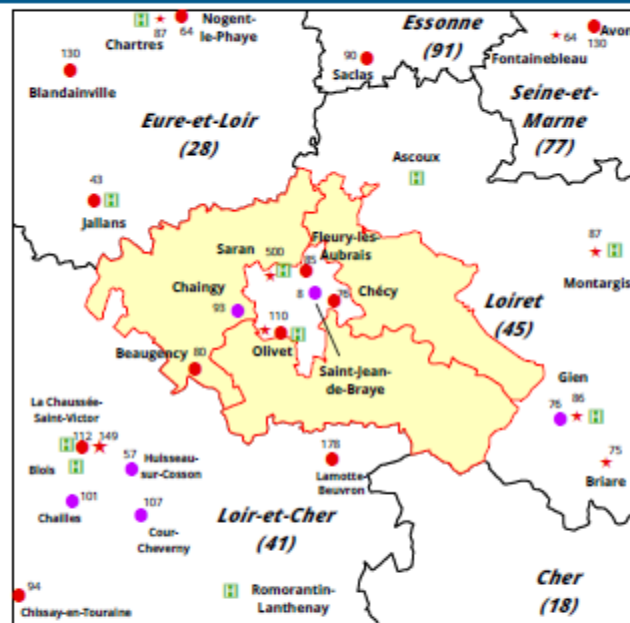 Nogent-
le-Phaye
Chartres
87
64
130
Blandainville
Essonne
(91)
90
Saclas
Avon
64
130
Fontainebleau
Seine-et-
Marne
(77)
Eure-et-Loir
(28)
Ascoux
43
Jallans
Fleury-les-
Aubrais
Saran
500
85
87
Montargis
Chaingy
93
8
76
Chécy
Loiret
(45)
110
Olivet
Beaugency
80
Saint-Jean-
de-Braye
Gien
76
86
La Chaussée-
Saint-Victor
112
149
Blois
57
Huisseau-
sur-Cosson
178
Lamotte-
Beuvron
75
Briare
101
Chailles
107
Cour-
Cheverny
Loir-et-Cher
(41)
94
Chissay-en-Touraine
Romorantin-
Lanthenay
Cher
(18)
H
H
H
H
H
H
H
H
H
H